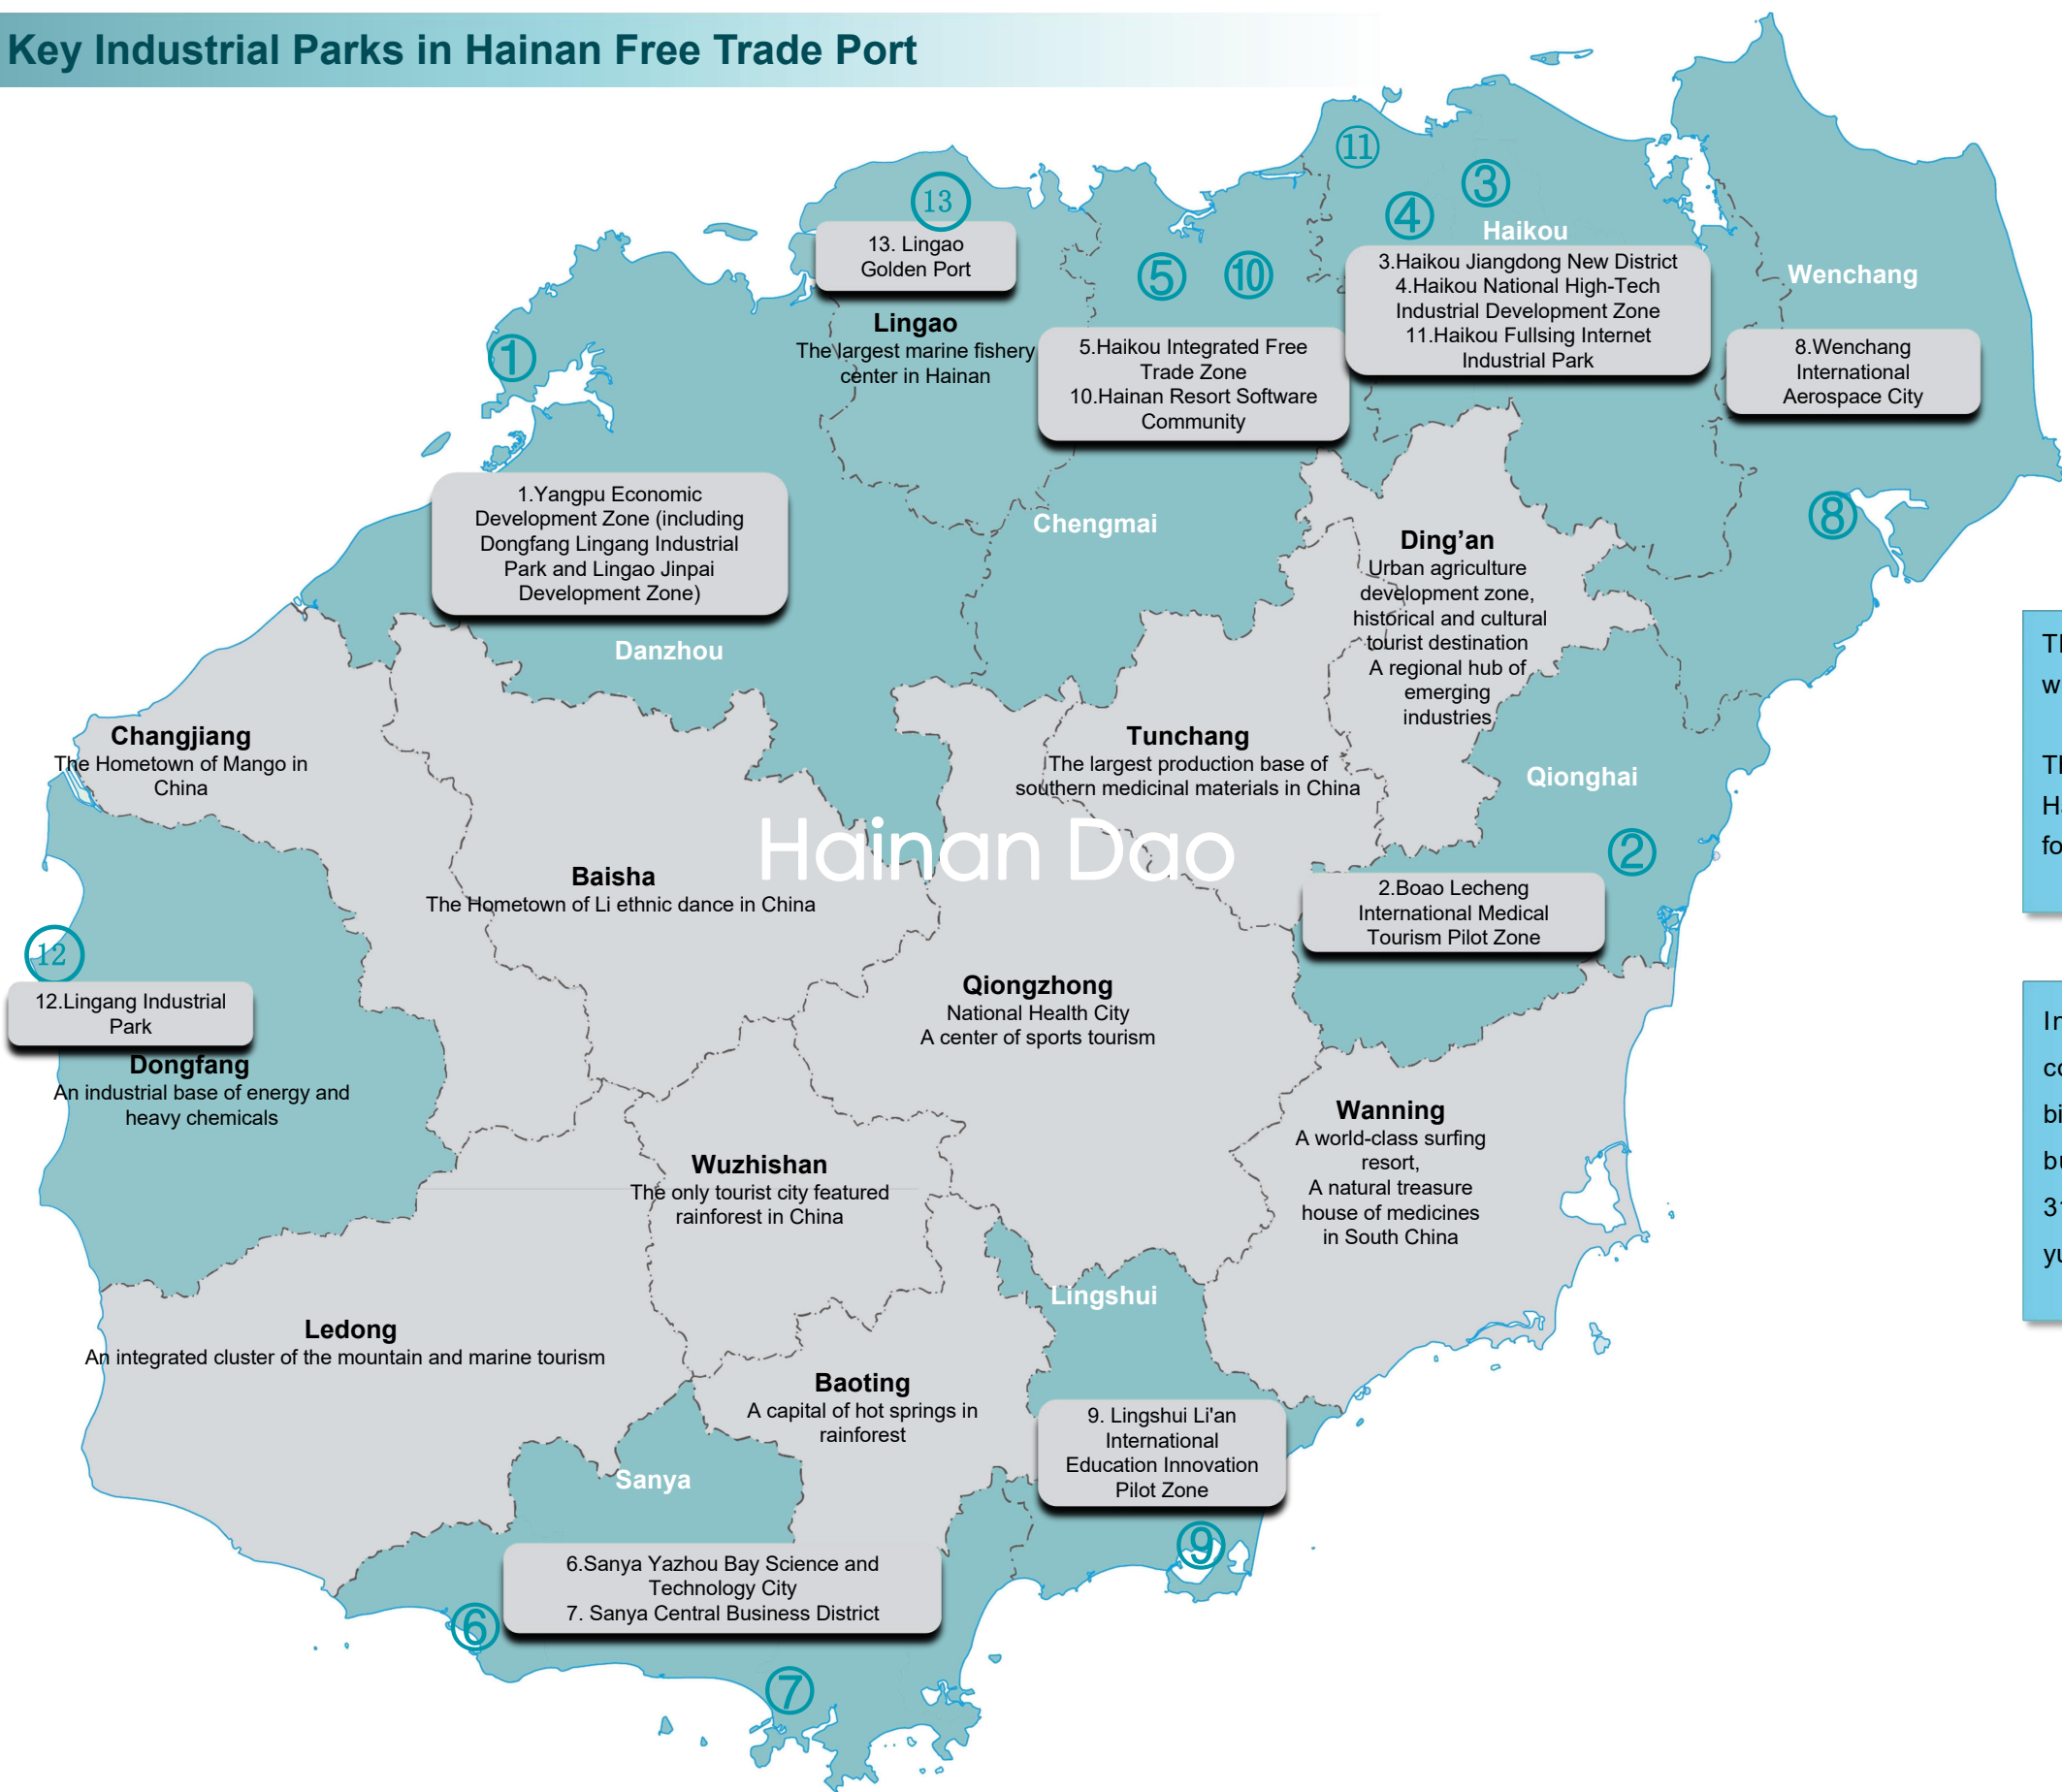 Key Industrial Parks in Hainan Free Trade Port
⑪
③
④
Haikou
3.Haikou Jiangdong New District
4.Haikou National High-Tech
Industrial Development Zone
11.Haikou Fullsing Internet
Industrial Park
⑬
13. Lingao
Golden Port
Lingao
The largest marine fishery
center in Hainan
⑤
⑩
5.Haikou Integrated Free
Trade Zone
10.Hainan Resort Software
Community
Wenchang
8.Wenchang
International
Aerospace City
⑧
①
1.Yangpu Economic
Development Zone (including
Dongfang Lingang Industrial
Park and Lingao Jinpai
Development Zone)
Danzhou
Chengmai
Ding’an
Urban agriculture
development zone,
historical and cultural
tourist destination
A regional hub of
emerging
industries
Changjiang
The Hometown of Mango in
China
Tunchang
The largest production base of
southern medicinal materials in China
Qionghai
②
2.Boao Lecheng
International Medical
Tourism Pilot Zone
Hainan Dao
Baisha
The Hometown of Li ethnic dance in China
⑫
12.Lingang Industrial
Park
Dongfang
An industrial base of energy and
heavy chemicals
Qiongzhong
National Health City
A center of sports tourism
Wanning
A world-class surfing
resort,
A natural treasure
house of medicines
in South China
Wuzhishan
The only tourist city featured
rainforest in China
Lingshui
Ledong
An integrated cluster of the mountain and marine tourism
Baoting
A capital of hot springs in
rainforest
9. Lingshui Li'an
International
Education Innovation
Pilot Zone
⑨
Sanya
6.Sanya Yazhou Bay Science and
Technology City
7. Sanya Central Business District
⑥
⑦